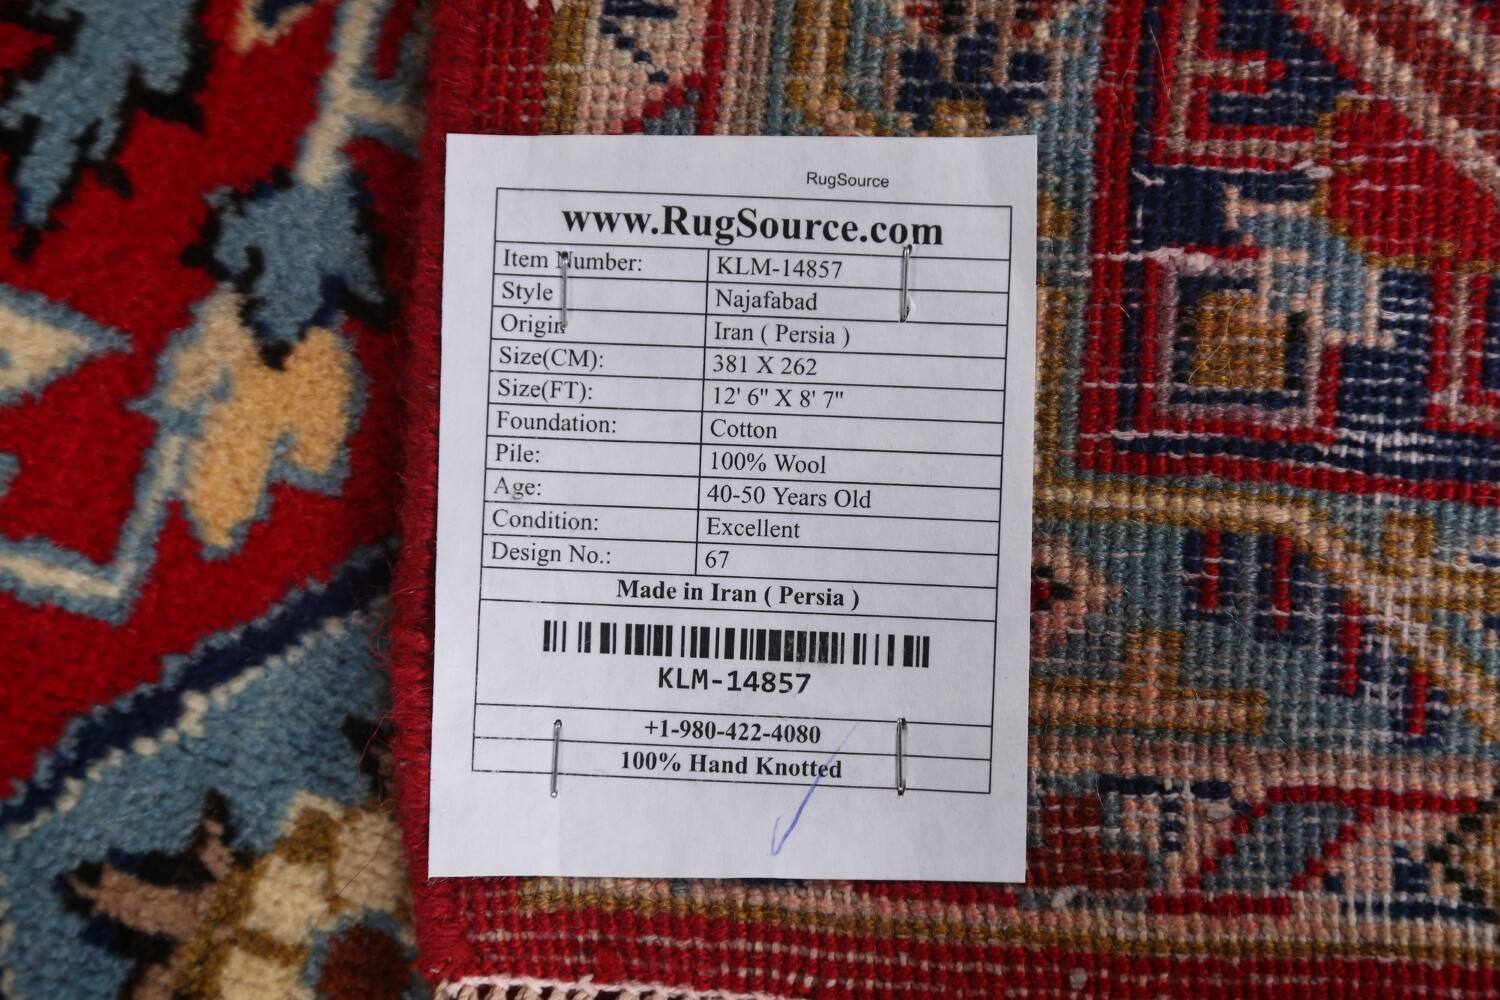 RugSource
www.RugSource.com
Item Number: KLM-14857
Style Najafabad
Origin Iran ( Persia )
Size(CM): 381 X 262
Size(FT): 12' 6" X 8' 7"
Foundation: Cotton
Pile: 100% Wool
Age: 40-50 Years Old
Condition: Excellent
Design No.: 67
Made in Iran ( Persia )
KLM-14857
+1-980-422-4080
100% Hand Knotted